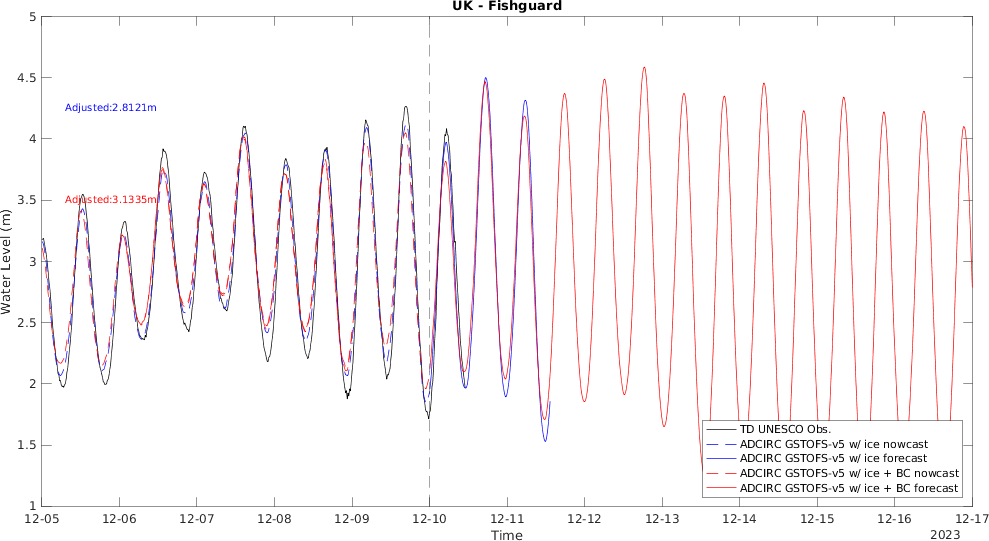 UK - Fishguard
5
4.5
4
3.5
3
2.5
2
1.5
1
Water Level (m)
Adjusted:2.8121m
Adjusted:3.1335m
TD UNESCO Obs.
ADCIRC GSTOFS-v5 w/ ice nowcast
ADCIRC GSTOFS-v5 w/ ice forecast
ADCIRC GSTOFS-v5 w/ ice + BC nowcast
ADCIRC GSTOFS-v5 w/ ice + BC forecast
12-05 12-06 12-07 12-08 12-09 12-10 12-11 12-12 12-13 12-14 12-15 12-16 12-17
Time
2023